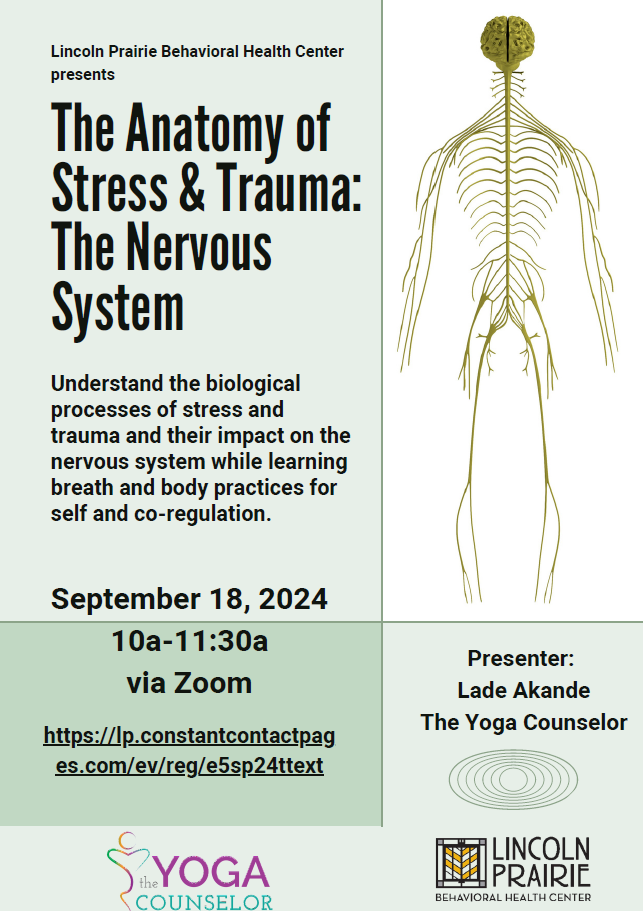 Lincoln Prairie Behavioral Health Center
presents
The Anatomy of
Stress & Trauma:
The Nervous
System
Understand the biological
processes of stress and
trauma and their impact on the
nervous system while learning
breath and body practices for
self and co-regulation.
September 18, 2024
10a-11:30a
via Zoom
https://lp.constantcontactpag
es.com/ev/reg/e5sp24ttext
Presenter:
Lade Akande
The Yoga Counselor
the YOGA
COUNSELOR
LINCOLN
PRAIRIE
BEHAVIORAL HEALTH CENTER